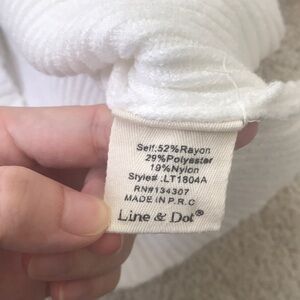 Self:52%Rayon
29%Polyester
19%Nylon
Style# :LT1804A
RN#134307
MADE IN P.R.C
Line & Dot®